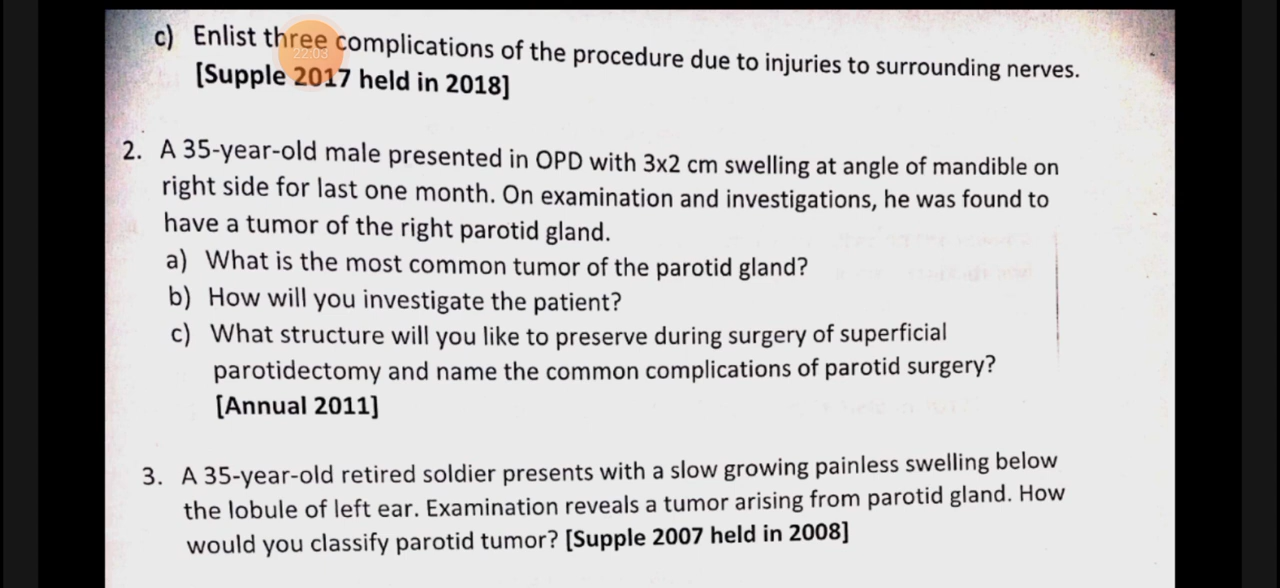 c) Enlist three complications of the procedure due to injuries to surrounding nerves.
22:03
[Supple 2017 held in 2018]
2. A 35-year-old male presented in OPD with 3x2 cm swelling at angle of mandible on
right side for last one month. On examination and investigations, he was found to
have a tumor of the right parotid gland.
a) What is the most common tumor of the parotid gland?
b) How will you investigate the patient?
c) What structure will you like to preserve during surgery of superficial
parotidectomy and name the common complications of parotid surgery?
[Annual 2011]
3. A 35-year-old retired soldier presents with a slow growing painless swelling below
the lobule of left ear. Examination reveals a tumor arising from parotid gland. How
would you classify parotid tumor? [Supple 2007 held in 2008]